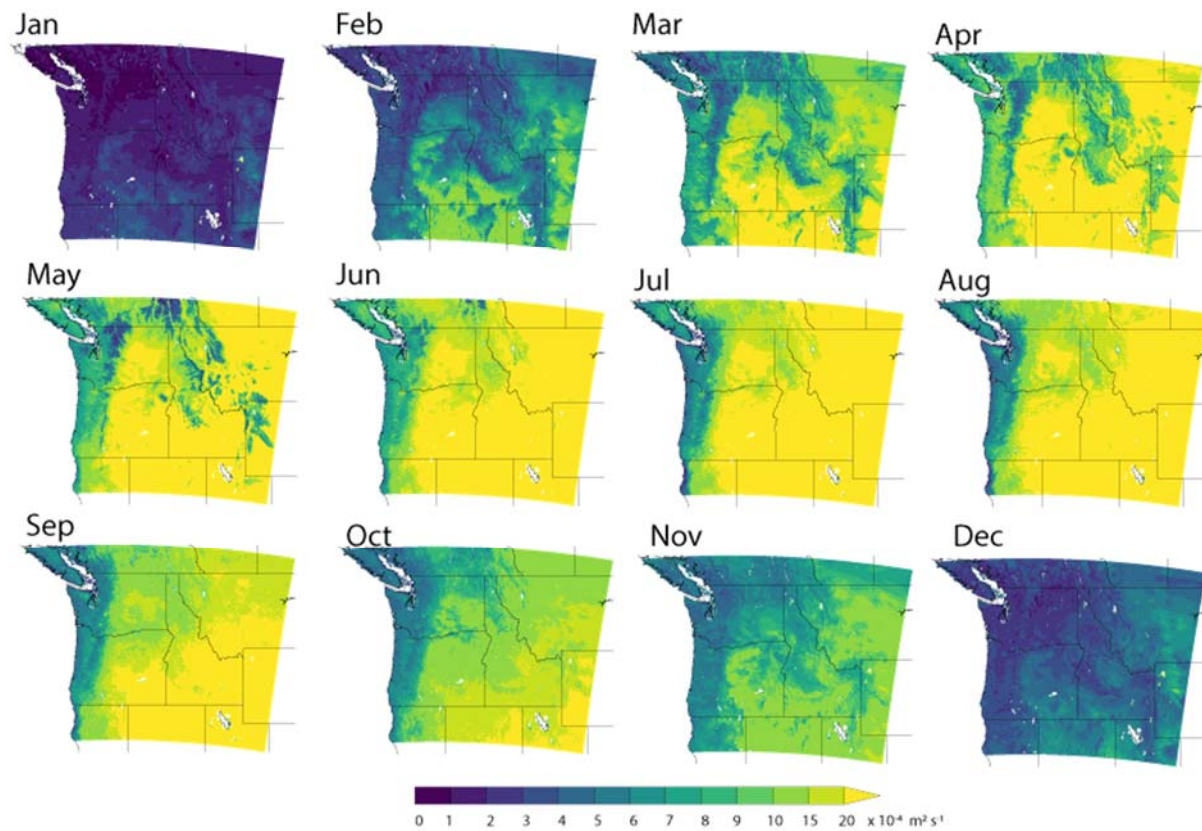 Jan Feb Mar Apr
May Jun Jul Aug
Sep Oct Nov Dec
0 1 2 3 4 5 6 7 8 9 10 15 20 x 10⁻⁴ m² s⁻¹